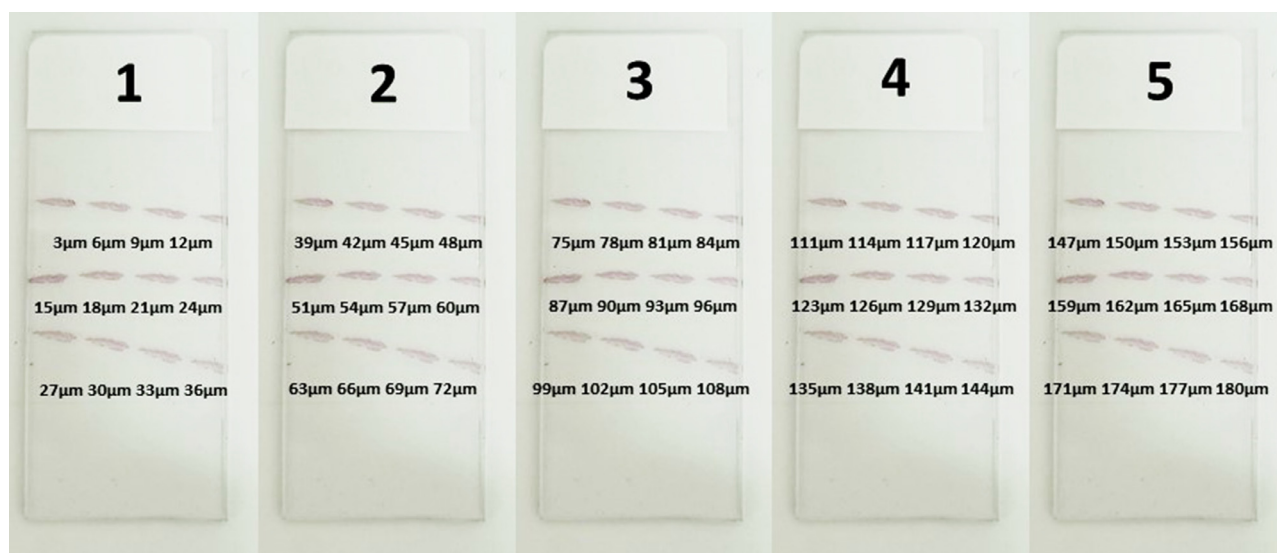 1
3µm 6µm 9µm 12µm
15µm 18µm 21µm 24µm
27µm 30µm 33µm 36µm
2
39µm 42µm 45µm 48µm
51µm 54µm 57µm 60µm
63µm 66µm 69µm 72µm
3
75µm 78µm 81µm 84µm
87µm 90µm 93µm 96µm
99µm 102µm 105µm 108µm
4
111µm 114µm 117µm 120µm
123µm 126µm 129µm 132µm
135µm 138µm 141µm 144µm
5
147µm 150µm 153µm 156µm
159µm 162µm 165µm 168µm
171µm 174µm 177µm 180µm